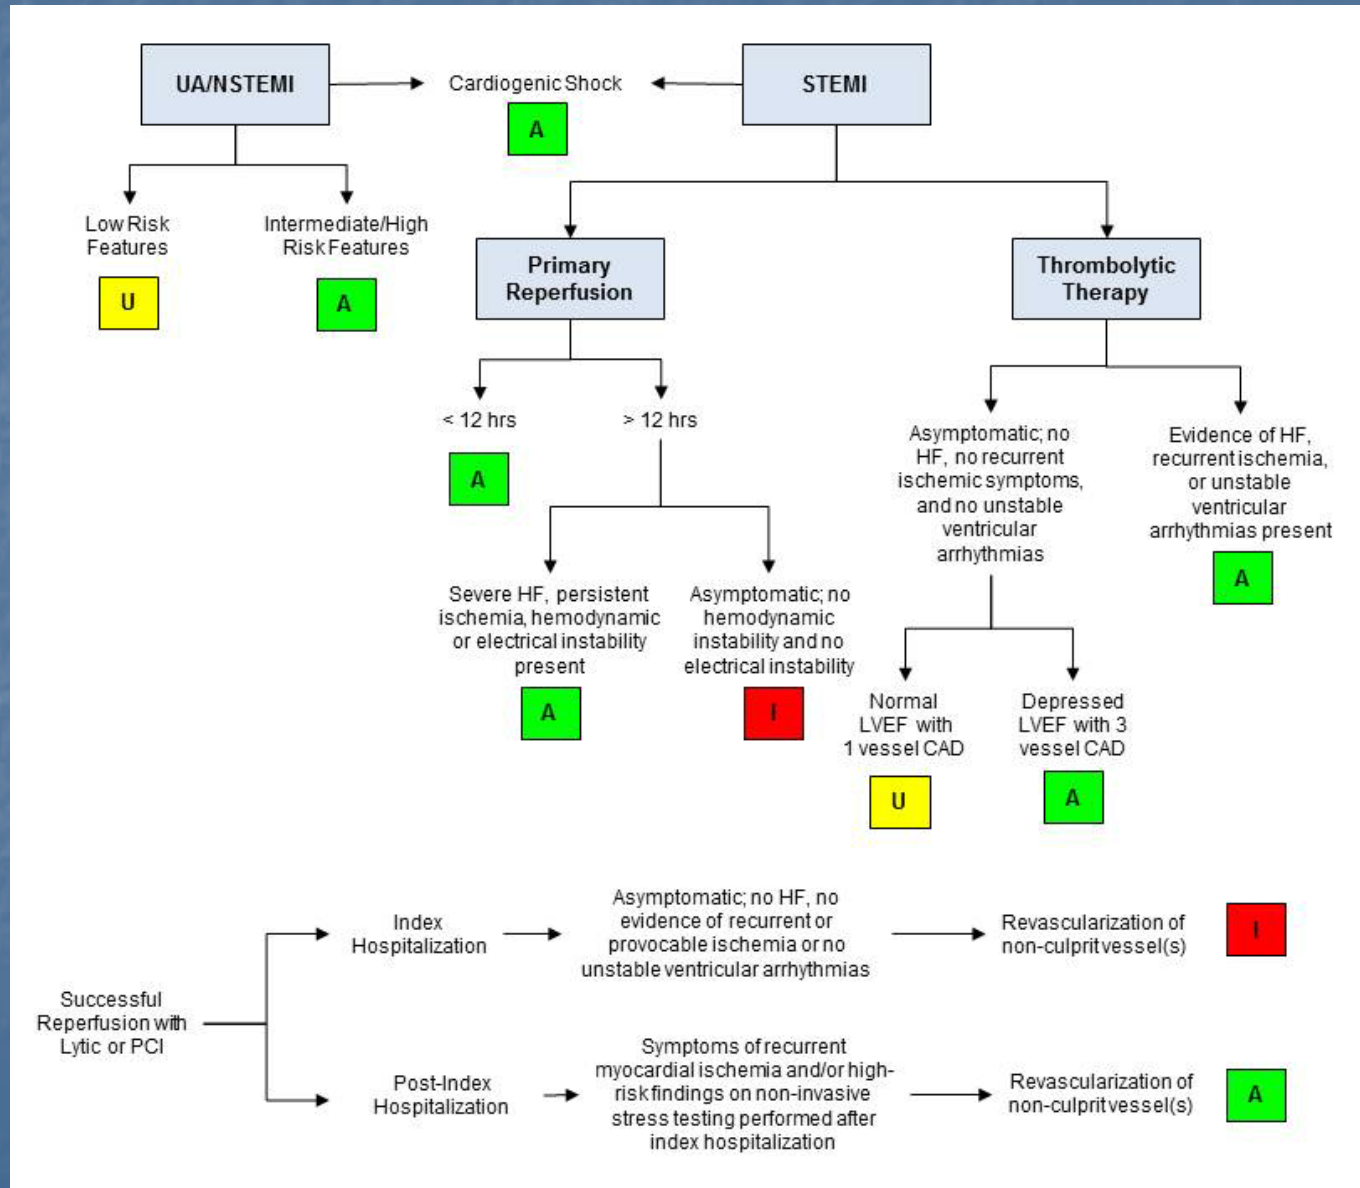 UA/NSTEMI
Cardiogenic Shock
A
STEMI
Low Risk
Features
U
Intermediate/High
Risk Features
A
Primary
Reperfusion
Thrombolytic
Therapy
< 12 hrs
A
> 12 hrs
Severe HF, persistent
ischemia, hemodynamic
or electrical instability
present
A
Asymptomatic; no
hemodynamic
instability and no
electrical instability
I
Asymptomatic; no
HF, no recurrent
ischemic symptoms,
and no unstable
ventricular
arrhythmias
Evidence of HF,
recurrent ischemia,
or unstable
ventricular
arrhythmias present
A
Normal
LVEF with
1 vessel CAD
U
Depressed
LVEF with 3
vessel CAD
A
Successful
Reperfusion with
Lytic or PCI
Index
Hospitalization
Asymptomatic; no HF, no
evidence of recurrent or
provocable ischemia or no
unstable ventricular arrhythmias
Revascularization of
non-culprit vessel(s)
I
Post-Index
Hospitalization
Symptoms of recurrent
myocardial ischemia and/or high-
risk findings on non-invasive
stress testing performed after
index hospitalization
Revascularization of
non-culprit vessel(s)
A